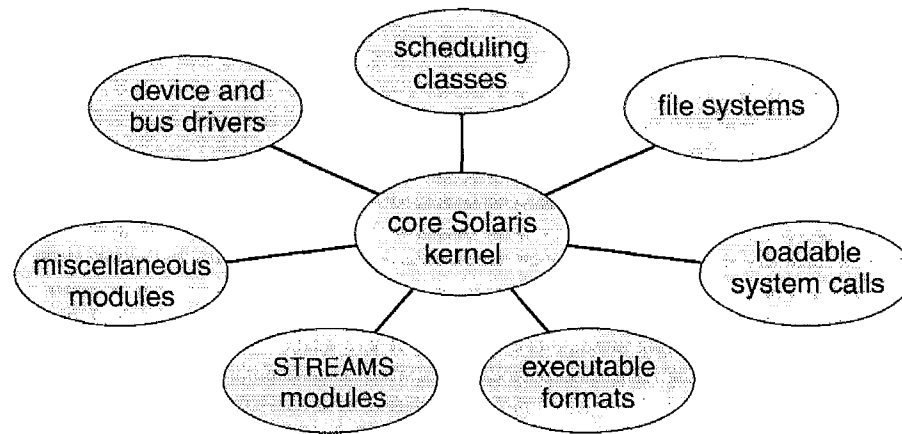 scheduling
classes
device and
bus drivers
file systems
core Solaris
kernel
miscellaneous
modules
loadable
system calls
STREAMS
modules
executable
formats